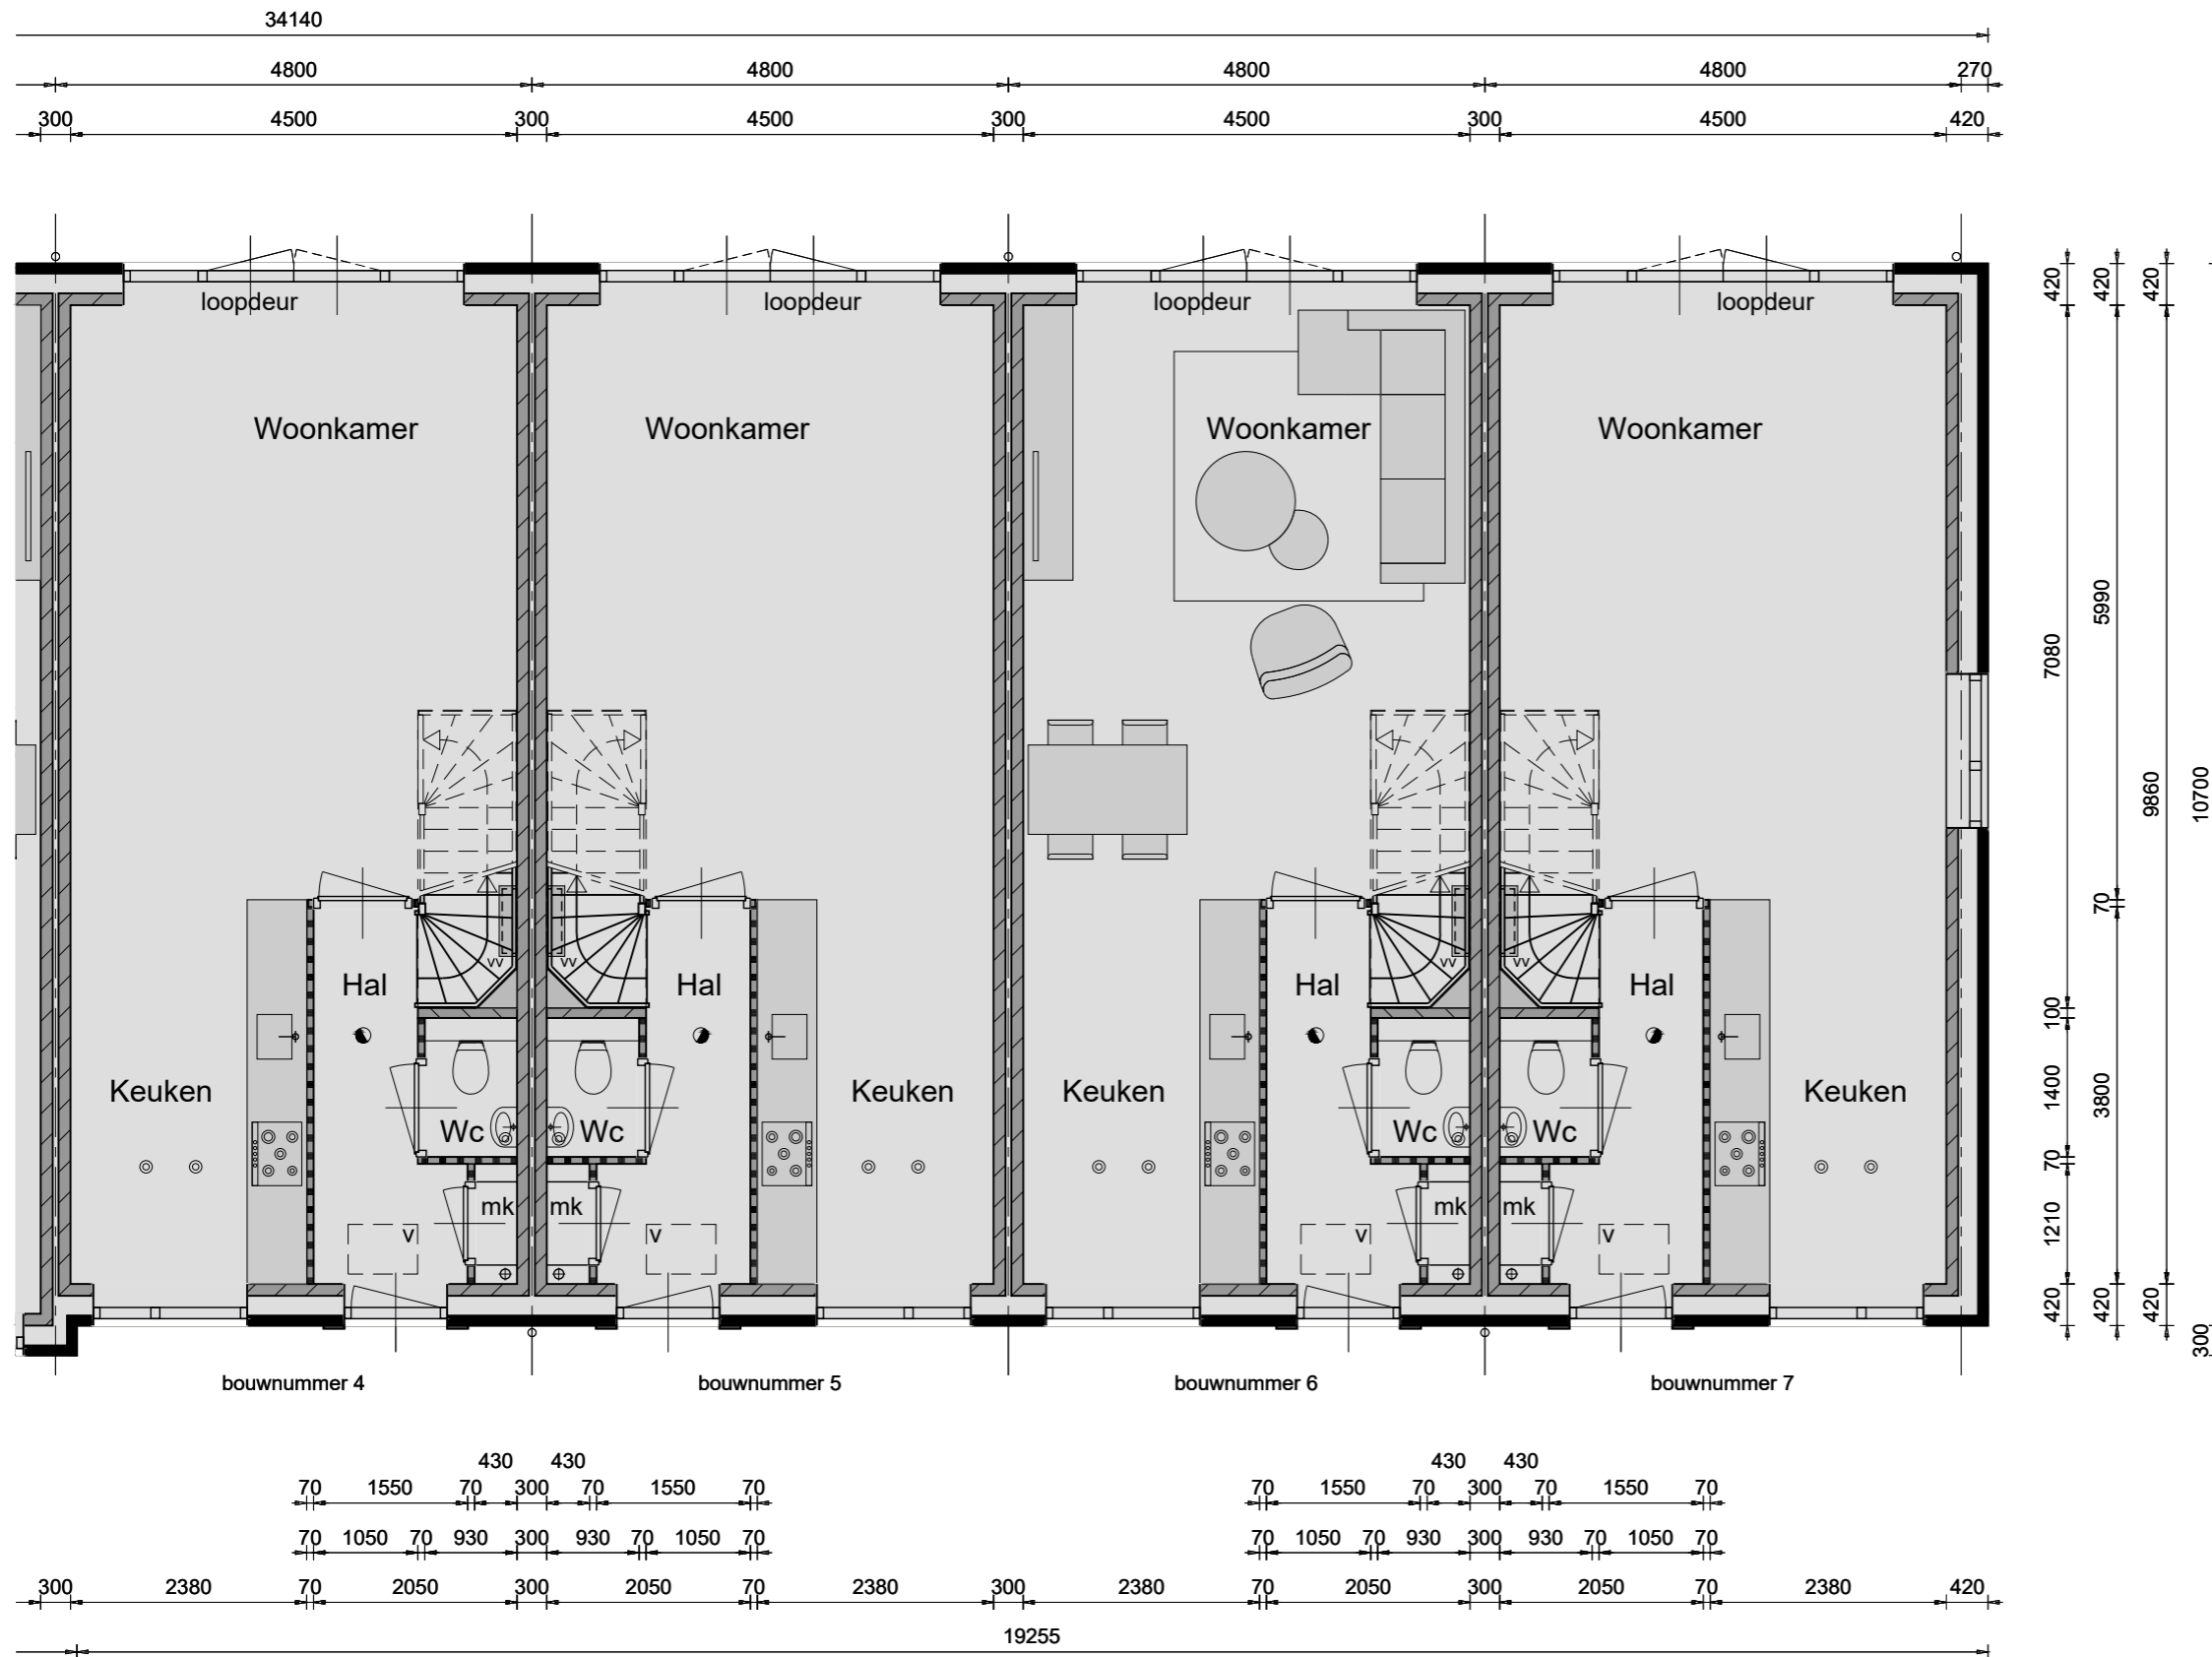 34140
4800 4800 4800 4800 270
300 4500 300 4500 300 4500 300 4500 420
loopdeur loopdeur loopdeur loopdeur
420 420 420
Woonkamer Woonkamer Woonkamer Woonkamer
7080 5990 9860 10700
vv vv vv vv
70
Hal Hal Hal Hal
100
Keuken Keuken Keuken Keuken
1400 3800
Wc Wc Wc Wc
70
mk mk mk mk
1210
v v v v
420 420 420
300
bouwnummer 4 bouwnummer 5 bouwnummer 6 bouwnummer 7
430 430 430 430
70 1550 70 300 70 1550 70 70 1550 70 300 70 1550 70
70 1050 70 930 300 930 70 1050 70 70 1050 70 930 300 930 70 1050 70
300 2380 70 2050 300 2050 70 2380 300 2380 70 2050 300 2050 70 2380 420
19255